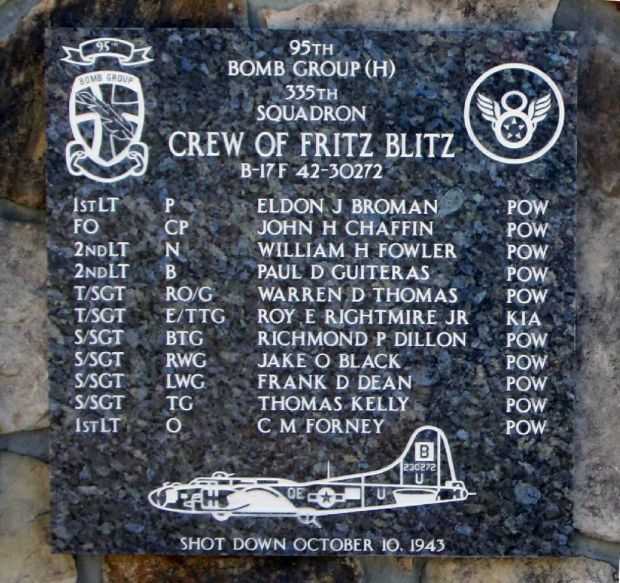 95TH
BOMB GROUP
95TH
BOMB GROUP (H)
335TH
SQUADRON
CREW OF FRITZ BLITZ
B-17F 42-30272
8
1STLT P ELDON J BROMAN POW
FO CP JOHN H CHAFFIN POW
2NDLT N WILLIAM H FOWLER POW
2NDLT B PAUL D GUITERAS POW
T/SGT RO/G WARREN D THOMAS POW
T/SGT E/TTG ROY E RIGHTMIRE JR KIA
S/SGT BTG RICHMOND P DILLON POW
S/SGT RWG JAKE O BLACK POW
S/SGT LWG FRANK D DEAN POW
S/SGT TG THOMAS KELLY POW
1STLT O C M FORNEY POW
B
230272
U
OE U
SHOT DOWN OCTOBER 10, 1943